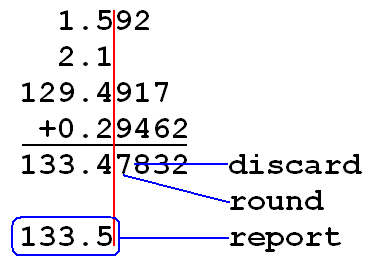 1.592
2.1
129.4917
+0.29462
133.47832 discard
round
133.5 report